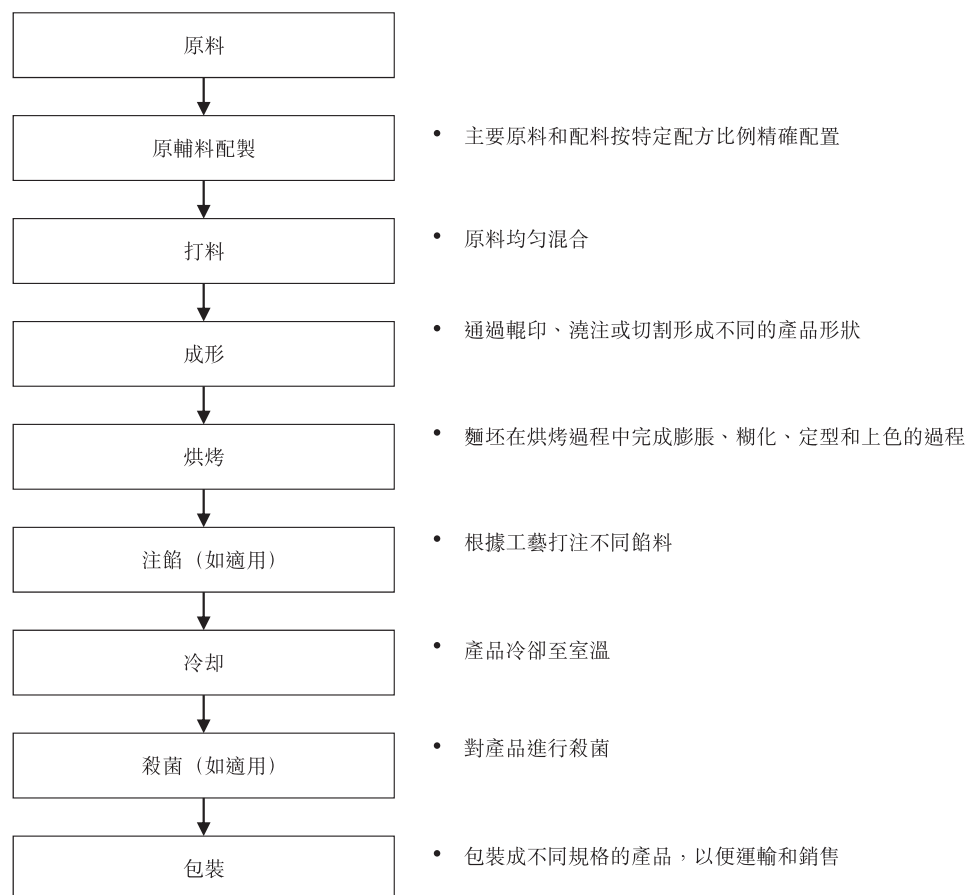 原料
原輔料配製
• 主要原料和配料按特定配方比例精確配置
打料
• 原料均勻混合
成形
• 通過輥印、澆注或切割形成不同的產品形狀
烘烤
• 麵坯在烘烤過程中完成膨脹、糊化、定型和上色的過程
注餡（如適用）
• 根據工藝打注不同餡料
冷却
• 產品冷卻至室溫
殺菌（如適用）
• 對產品進行殺菌
包裝
• 包裝成不同規格的產品，以便運輸和銷售